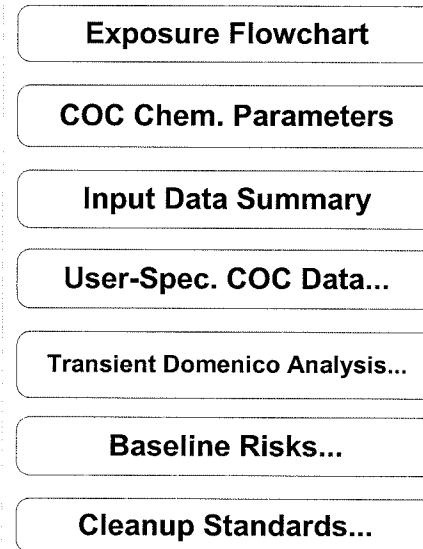 Exposure Flowchart
COC Chem. Parameters
Input Data Summary
User-Spec. COC Data...
Transient Domenico Analysis...
Baseline Risks...
Cleanup Standards...